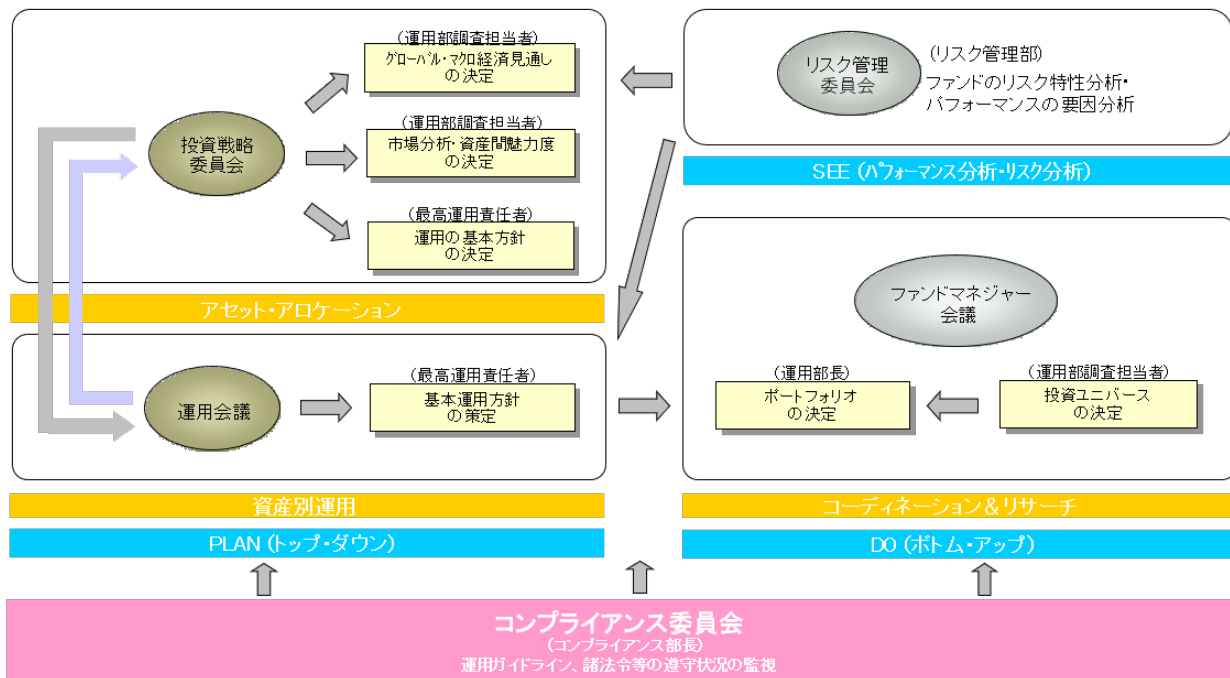 (運用部調査担当者)
グローバル・マクロ経済見通し
の決定
投資戦略
委員会
(運用部調査担当者)
市場分析・資産間魅力度
の決定
(最高運用責任者)
運用の基本方針
の決定
アセット・アロケーション
リスク管理
委員会
(リスク管理部)
ファンドのリスク特性分析・
パフォーマンスの要因分析
SEE (パフォーマンス分析・リスク分析)
運用会議
(最高運用責任者)
基本運用方針
の策定
資産別運用
PLAN (トップ・ダウン)
ファンドマネジャー
会議
(運用部長)
ポートフォリオ
の決定
(運用部調査担当者)
投資ユニバース
の決定
コーディネーション&リサーチ
DO (ボトム・アップ)
コンプライアンス委員会
(コンプライアンス部長)
運用ガイドライン、諸法令等の遵守状況の監視